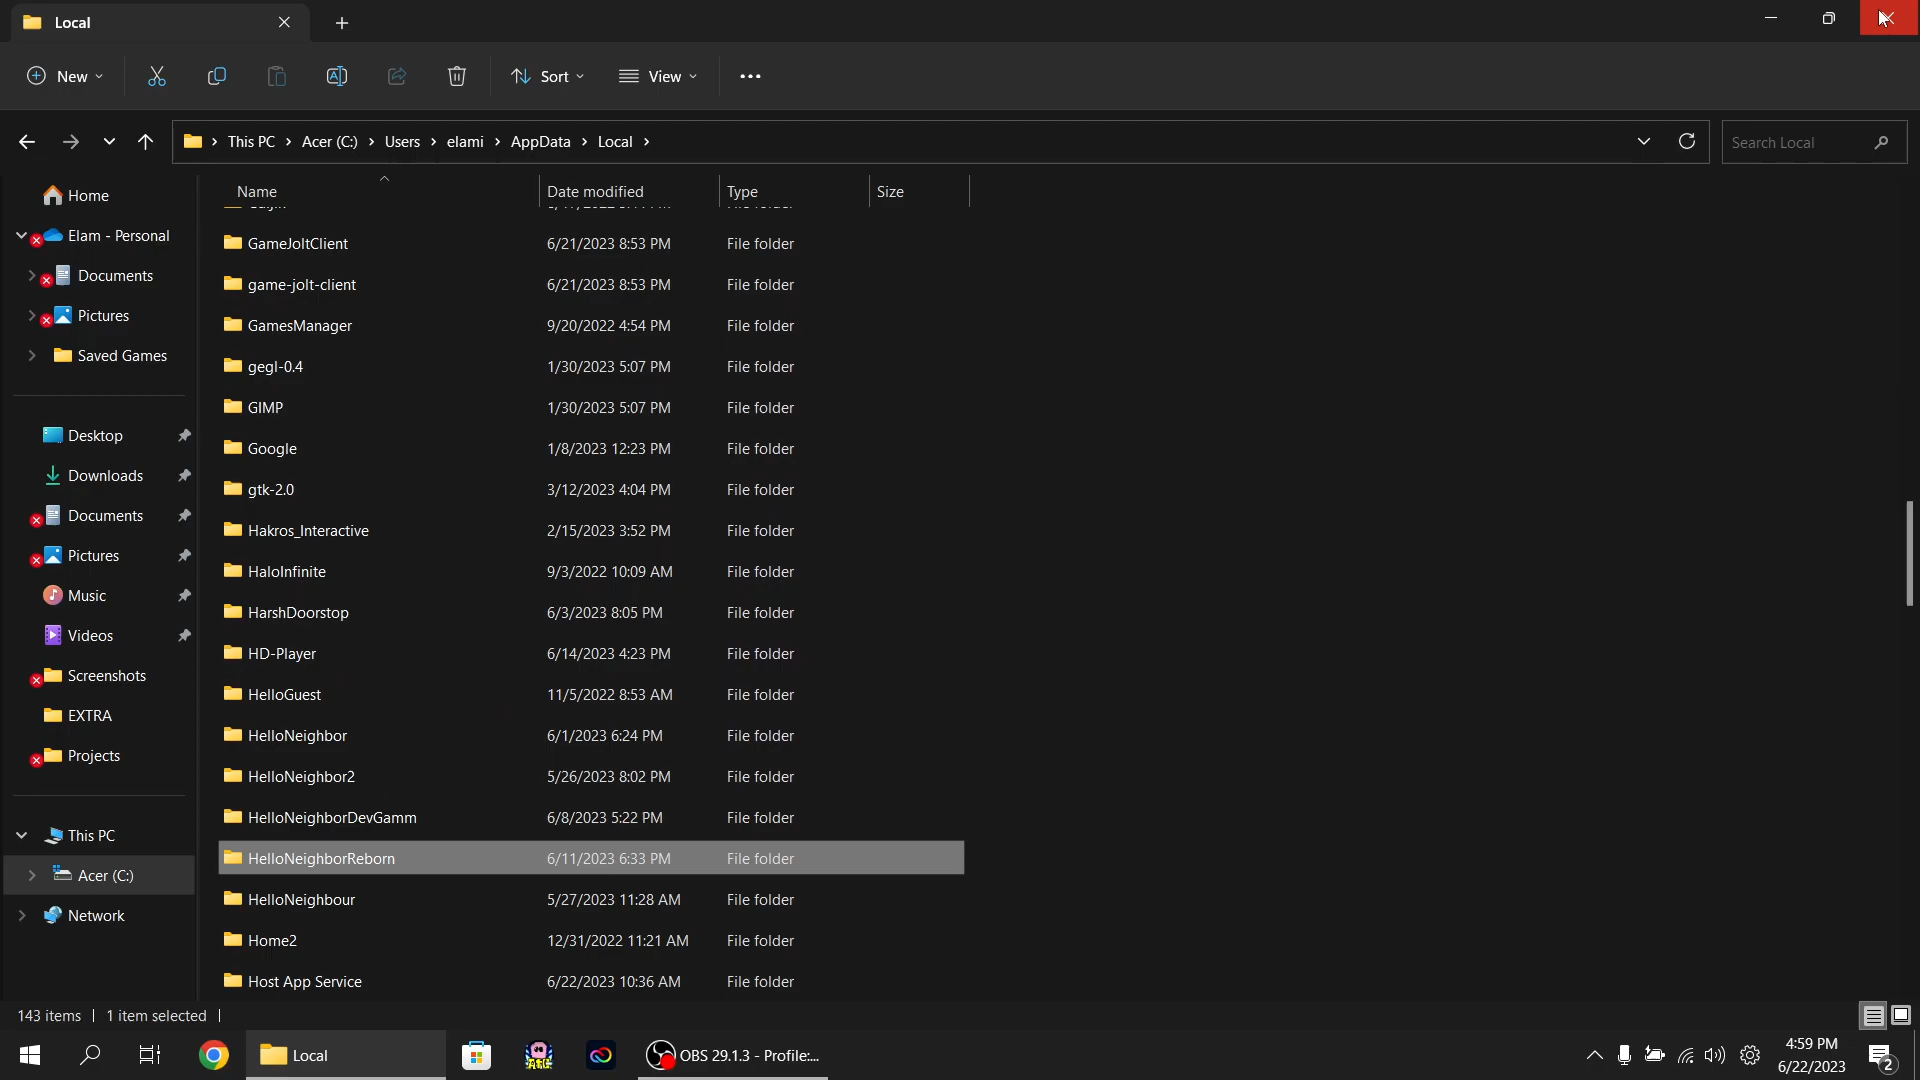 Local
New
Sort
View
This PC > Acer (C:) > Users > elami > AppData > Local >
Search Local
Name
Date modified
Type
Size
Home
Elam - Personal
Documents
Pictures
Saved Games
Desktop
Downloads
Documents
Pictures
Music
Videos
Screenshots
EXTRA
Projects
This PC
Acer (C:)
Network
GameJoltClient 6/21/2023 8:53 PM File folder
game-jolt-client 6/21/2023 8:53 PM File folder
GamesManager 9/20/2022 4:54 PM File folder
gegl-0.4 1/30/2023 5:07 PM File folder
GIMP 1/30/2023 5:07 PM File folder
Google 1/8/2023 12:23 PM File folder
gtk-2.0 3/12/2023 4:04 PM File folder
Hakros_Interactive 2/15/2023 3:52 PM File folder
HaloInfinite 9/3/2022 10:09 AM File folder
HarshDoorstop 6/3/2023 8:05 PM File folder
HD-Player 6/14/2023 4:23 PM File folder
HelloGuest 11/5/2022 8:53 AM File folder
HelloNeighbor 6/1/2023 6:24 PM File folder
HelloNeighbor2 5/26/2023 8:02 PM File folder
HelloNeighborDevGamm 6/8/2023 5:22 PM File folder
HelloNeighborReborn 6/11/2023 6:33 PM File folder
HelloNeighbour 5/27/2023 11:28 AM File folder
Home2 12/31/2022 11:21 AM File folder
Host App Service 6/22/2023 10:36 AM File folder
143 items | 1 item selected |
Local
OBS 29.1.3 - Profile:...
4:59 PM
6/22/2023
2